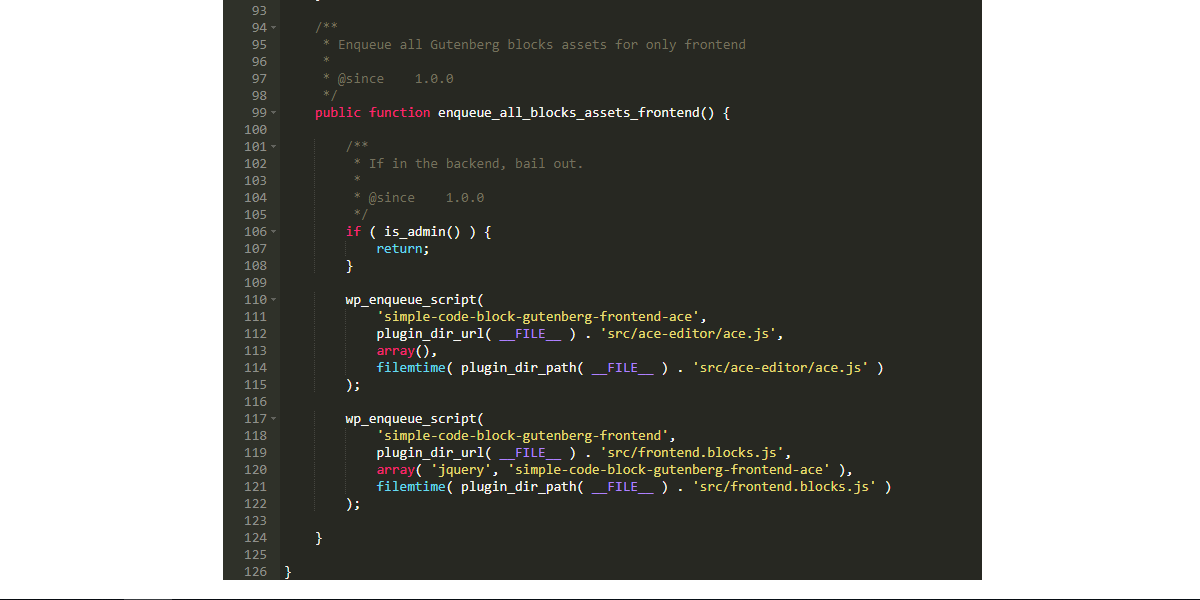 93
94 /**
95 * Enqueue all Gutenberg blocks assets for only frontend
96 *
97 * @since    1.0.0
98 */
99 public function enqueue_all_blocks_assets_frontend() {
100
101 /**
102 * If in the backend, bail out.
103 *
104 * @since    1.0.0
105 */
106 if ( is_admin() ) {
107 return;
108 }
109
110 wp_enqueue_script(
111 'simple-code-block-gutenberg-frontend-ace',
112 plugin_dir_url( __FILE__ ) . 'src/ace-editor/ace.js',
113 array(),
114 filemtime( plugin_dir_path( __FILE__ ) . 'src/ace-editor/ace.js' )
115 );
116
117 wp_enqueue_script(
118 'simple-code-block-gutenberg-frontend',
119 plugin_dir_url( __FILE__ ) . 'src/frontend.blocks.js',
120 array( 'jquery', 'simple-code-block-gutenberg-frontend-ace' ),
121 filemtime( plugin_dir_path( __FILE__ ) . 'src/frontend.blocks.js' )
122 );
123
124 }
125
126 }